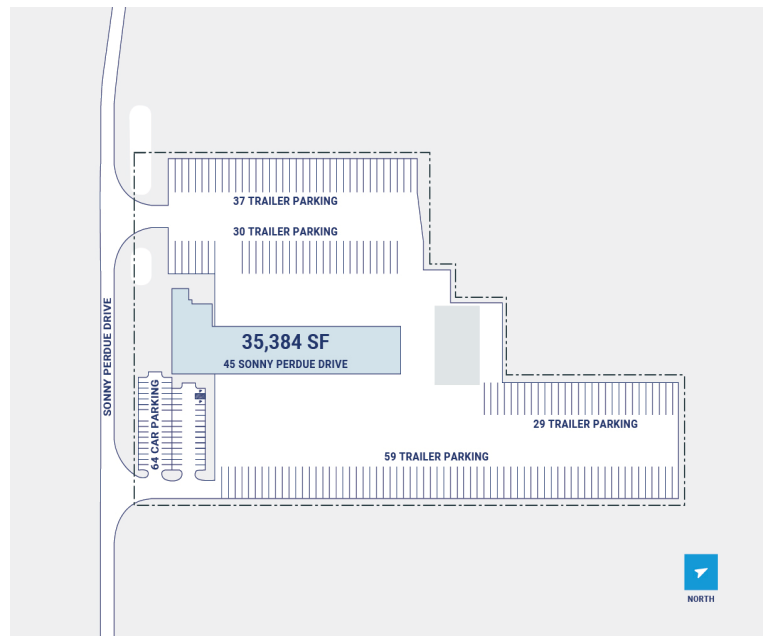 37 TRAILER PARKING
30 TRAILER PARKING
SONNY PERDUE DRIVE
35,384 SF
45 SONNY PERDUE DRIVE
64 CAR PARKING
29 TRAILER PARKING
59 TRAILER PARKING
NORTH